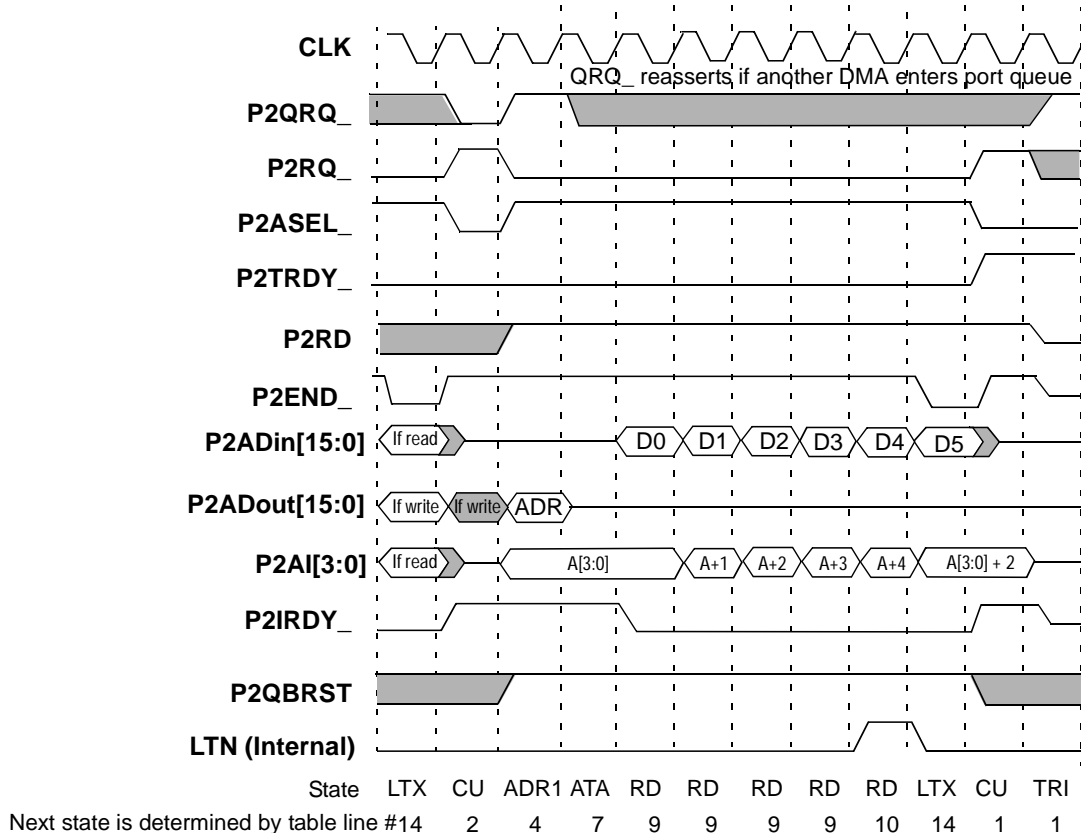 CLK
QRQ_ reasserts if another DMA enters port queue
P2QRQ_
P2RQ_
P2ASEL_
P2TRDY_
P2RD
P2END_
P2ADin[15:0] If read D0 D1 D2 D3 D4 D5
P2ADout[15:0] If write If write ADR
P2AI[3:0] If read A[3:0] A+1 A+2 A+3 A+4 A[3:0] + 2
P2IRDY_
P2QBRST
LTN (Internal)
State LTX CU ADR1 ATA RD RD RD RD RD LTX CU TRI
Next state is determined by table line #14 2 4 7 9 9 9 9 10 14 1 1